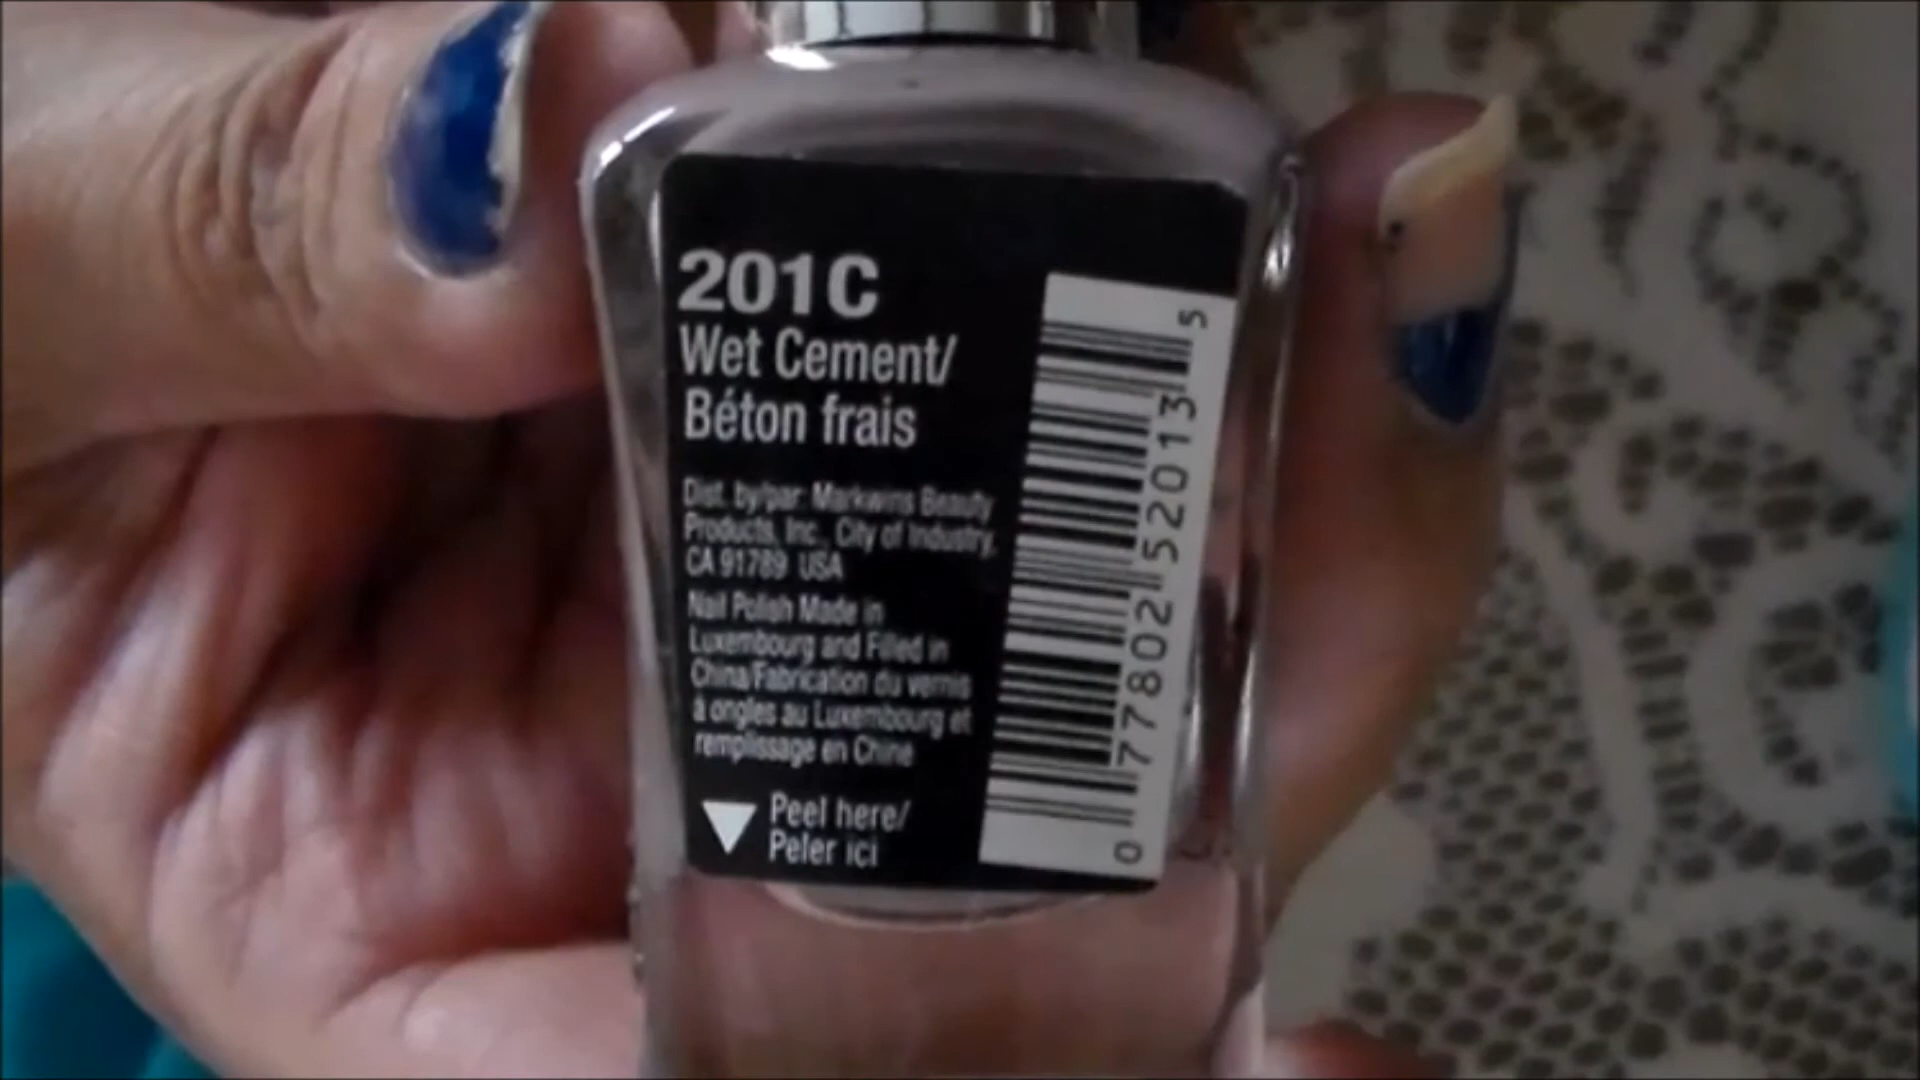 201C
Wet Cement/
Béton frais
Dist. by/par: Markwins Beauty
Products, Inc., City of Industry,
CA 91789 USA
Nail Polish Made in
Luxembourg and Filled in
China/Fabrication du vernis
à ongles au Luxembourg et
remplissage en Chine
Peel here/
Peler ici
0 77802 52013 5